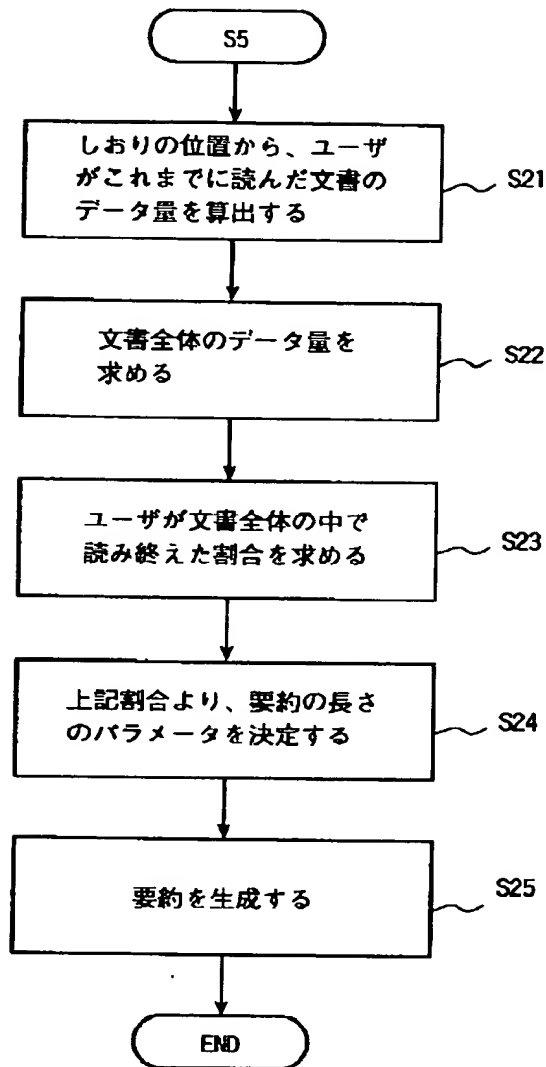 S5
しおりの位置から、ユーザ
がこれまでに読んだ文書の
データ量を算出する
S21
文書全体のデータ量を
求める
S22
ユーザが文書全体の中で
読み終えた割合を求める
S23
上記割合より、要約の長さ
のパラメータを決定する
S24
要約を生成する
S25
END